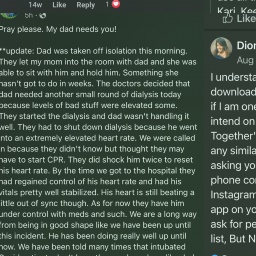 14w Like Reply 1
5h
Pray please. My dad needs you!
**update: Dad was taken off isolation this morning.
They let my mom into the room with dad and she was
able to sit with him and hold him. Something she
hasn't got to do in weeks. The doctors decided that
dad needed another small round of dialysis today
because levels of bad stuff were elevated some.
They started the dialysis and dad wasn't handling it
well. They had to shut down dialysis because he went
into an extremely elevated heart rate. We were called
in because they didn't know but thought they may
have to start CPR. They did shock him twice to reset
his heart rate. By the time we got to the hospital they
had regained control of his heart rate and had his
vitals pretty well stabilized. His heart is still beating a
little out of sync though. As for now they have him
under control with meds and such. We are a long way
from being in good shape like we have been up until
this incident. He has been doing really well up until
now. We have been told many times that intubated
Kari Kee
Like
Dion
Aug
I understa
download
if I am one
intend on
Together'
any simila
asking yo
phone co
Instagram
app on yo
ask for pe
list, But N